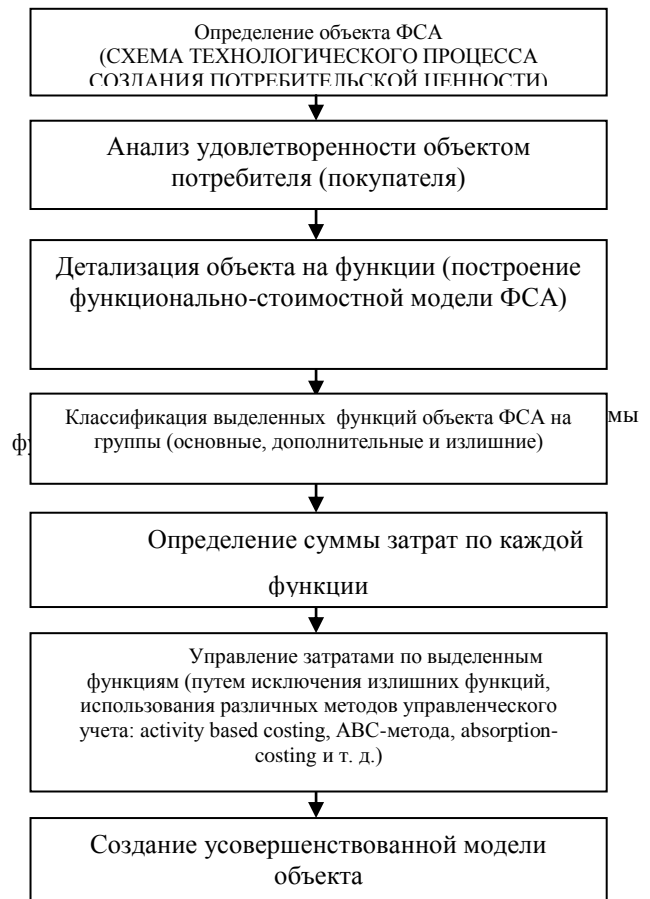 Определение объекта ФСА
(СХЕМА ТЕХНОЛОГИЧЕСКОГО ПРОЦЕССА
СОЗДАНИЯ ПОТРЕБИТЕЛЬСКОЙ ЦЕННОСТИ)
Анализ удовлетворенности объектом
потребителя (покупателя)
Детализация объекта на функции (построение
функционально-стоимостной модели ФСА)
Классификация выделенных функций объекта ФСА на
группы (основные, дополнительные и излишние)
Определение суммы затрат по каждой
функции
Управление затратами по выделенным
функциям (путем исключения излишних функций,
использования различных методов управленческого
учета: activity based costing, АВС-метода, absorption-
costing и т. д.)
Создание усовершенствованной модели
объекта